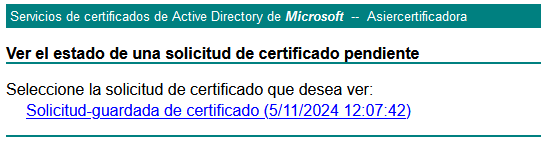 Servicios de certificados de Active Directory de Microsoft -- Asiercertificadora
Ver el estado de una solicitud de certificado pendiente
Seleccione la solicitud de certificado que desea ver:
Solicitud-guardada de certificado (5/11/2024 12:07:42)